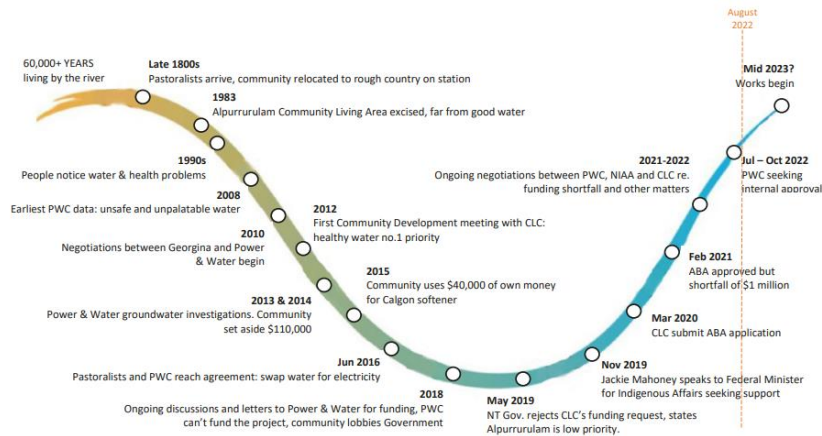 August
2022
60,000+ YEARS
living by the river
Late 1800s
Pastoralists arrive, community relocated to rough country on station
1983
Alpurrurulam Community Living Area excised, far from good water
1990s
People notice water & health problems
2008
Earliest PWC data: unsafe and unpalatable water
2010
Negotiations between Georgina and Power
& Water begin
2012
First Community Development meeting with CLC:
healthy water no.1 priority
2013 & 2014
Power & Water groundwater investigations. Community
set aside $110,000
2015
Community uses $40,000 of own money
for Calgon softener
Jun 2016
Pastoralists and PWC reach agreement: swap water for electricity
2018
Ongoing discussions and letters to Power & Water for funding, PWC
can't fund the project, community lobbies Government
May 2019
NT Gov. rejects CLC's funding request, states
Alpurrurulam is low priority.
Nov 2019
Jackie Mahoney speaks to Federal Minister
for Indigenous Affairs seeking support
Mar 2020
CLC submit ABA application
Feb 2021
ABA approved but
shortfall of $1 million
2021-2022
Ongoing negotiations between PWC, NIAA and CLC re.
funding shortfall and other matters
Jul – Oct 2022
PWC seeking
internal approval
Mid 2023?
Works begin